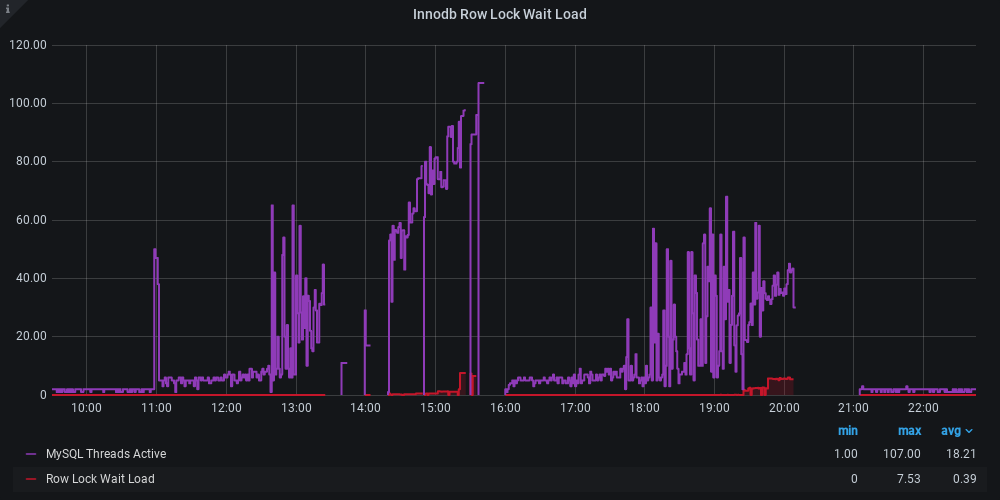 i
Innodb Row Lock Wait Load
120.00
100.00
80.00
60.00
40.00
20.00
0
10:00 11:00 12:00 13:00 14:00 15:00 16:00 17:00 18:00 19:00 20:00 21:00 22:00
min max avg
MySQL Threads Active 1.00 107.00 18.21
Row Lock Wait Load 0 7.53 0.39